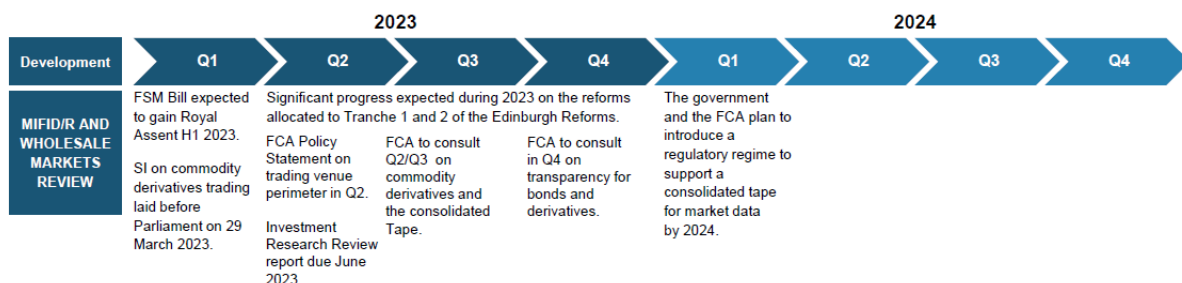 2023
2024
Development
Q1
Q2
Q3
Q4
Q1
Q2
Q3
Q4
MIFID/R AND
WHOLESALE
MARKETS
REVIEW
FSM Bill expected
to gain Royal
Assent H1 2023.
SI on commodity
derivatives trading
laid before
Parliament on 29
March 2023.
Significant progress expected during 2023 on the reforms
allocated to Tranche 1 and 2 of the Edinburgh Reforms.
FCA Policy
Statement on
trading venue
perimeter in Q2.
Investment
Research Review
report due June
2023
FCA to consult
Q2/Q3 on
commodity
derivatives and
the consolidated
Tape.
FCA to consult
in Q4 on
transparency for
bonds and
derivatives.
The government
and the FCA plan to
introduce a
regulatory regime to
support a
consolidated tape
for market data
by 2024.